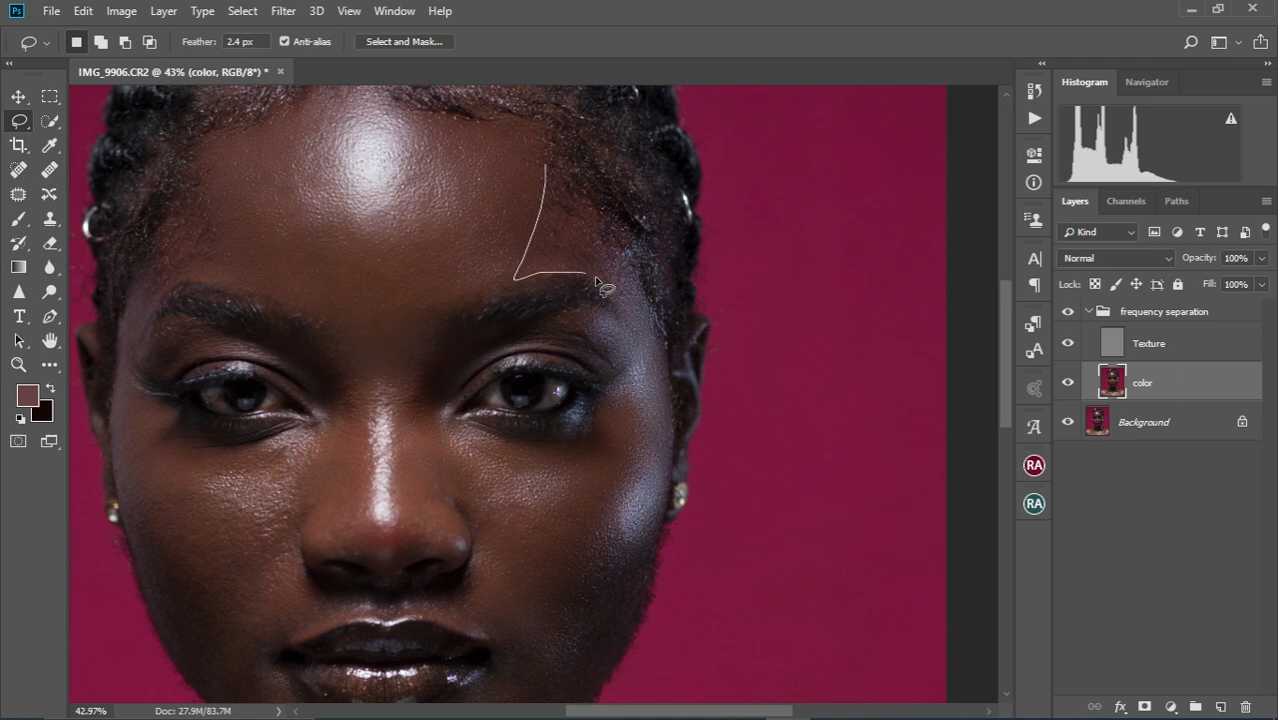 Ps File Edit Image Layer Type Select Filter 3D View Window Help
Feather: 2.4 px Anti-alias Select and Mask...
IMG_9906.CR2 @ 43% (color, RGB/8*) *
Histogram Navigator
Layers Channels Paths
Kind
Normal Opacity: 100%
Lock: Fill: 100%
frequency separation
Texture
color
Background
RA
RA
42.97% Doc: 27.9M/83.7M